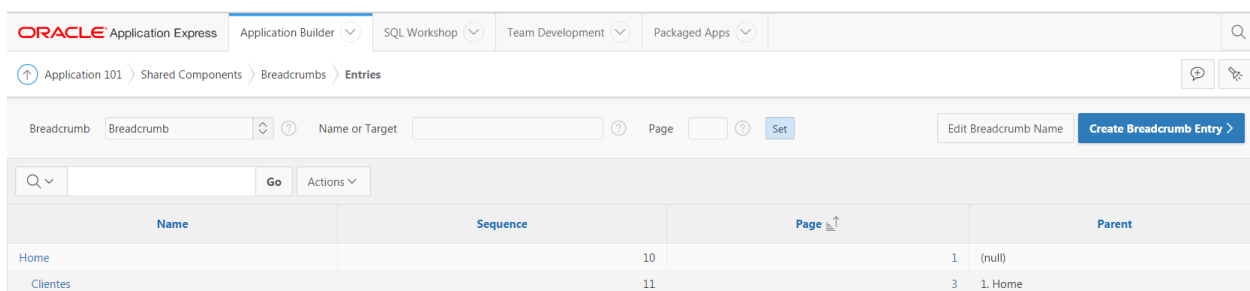 ORACLE Application Express Application Builder SQL Workshop Team Development Packaged Apps
Application 101 Shared Components Breadcrumbs Entries
Breadcrumb Breadcrumb Name or Target Page Set Edit Breadcrumb Name Create Breadcrumb Entry >
Go Actions
Name Sequence Page Parent
Home 10 1 (null)
Clientes 11 3 1. Home